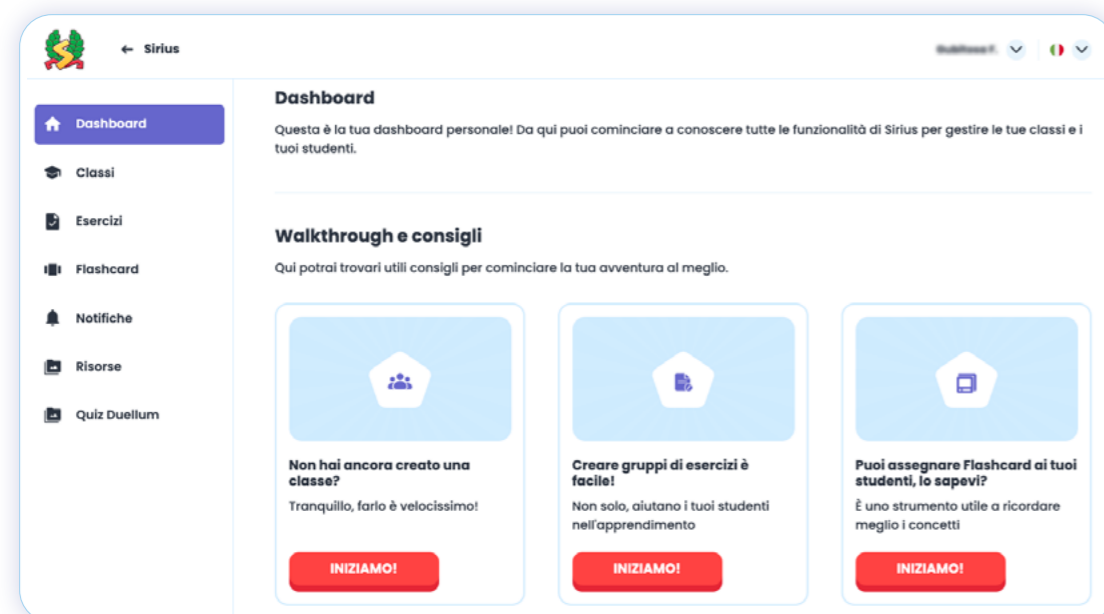 ← Sirius
Dashboard
Classi
Esercizi
Flashcard
Notifiche
Risorse
Quiz Duellum
Dashboard
Questa è la tua dashboard personale! Da qui puoi cominciare a conoscere tutte le funzionalità di Sirius per gestire le tue classi e i
tuoi studenti.
Walkthrough e consigli
Qui potrai trovari utili consigli per cominciare la tua avventura al meglio.
Non hai ancora creato una
classe?
Tranquillo, farlo è velocissimo!
INIZIAMO!
Creare gruppi di esercizi è
facile!
Non solo, aiutano i tuoi studenti
nell'apprendimento
INIZIAMO!
Puoi assegnare Flashcard ai tuoi
studenti, lo sapevi?
È uno strumento utile a ricordare
meglio i concetti
INIZIAMO!